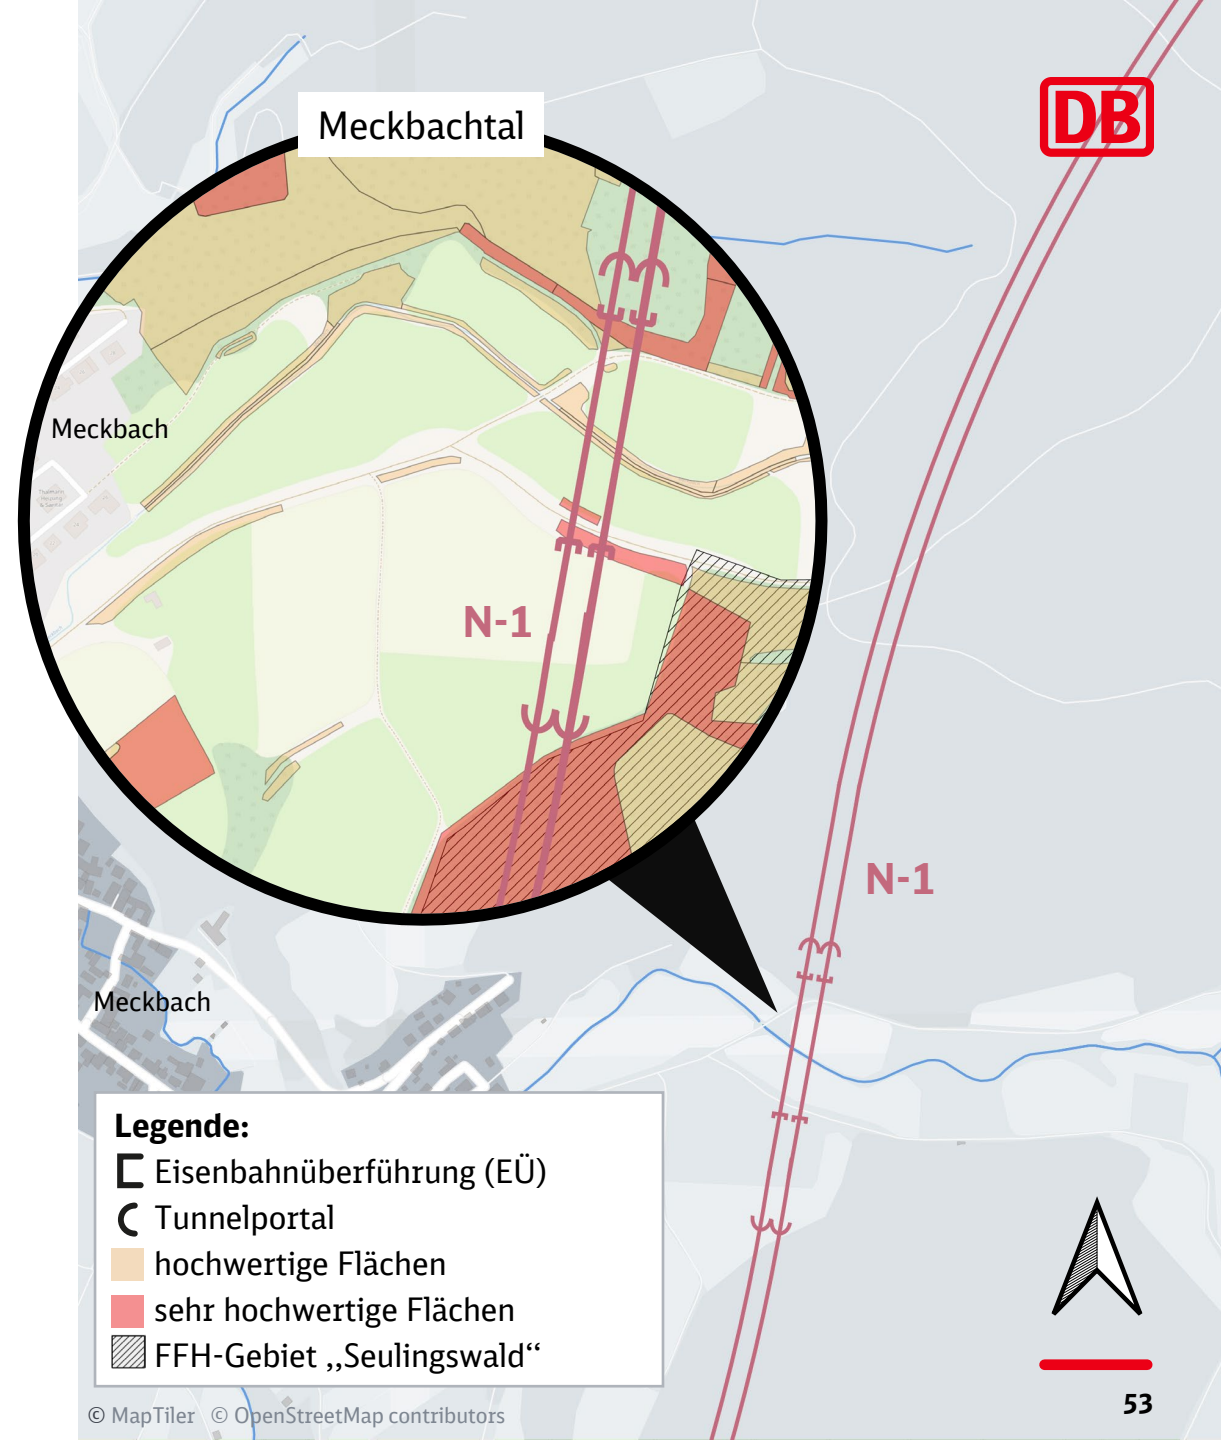 Meckbachtal
DB
Meckbach
N-1
N-1
Meckbach
Legende:
Eisenbahnüberführung (EÜ)
Tunnelportal
hochwertige Flächen
sehr hochwertige Flächen
FFH-Gebiet ,,Seulingswald“
© MapTiler © OpenStreetMap contributors
53